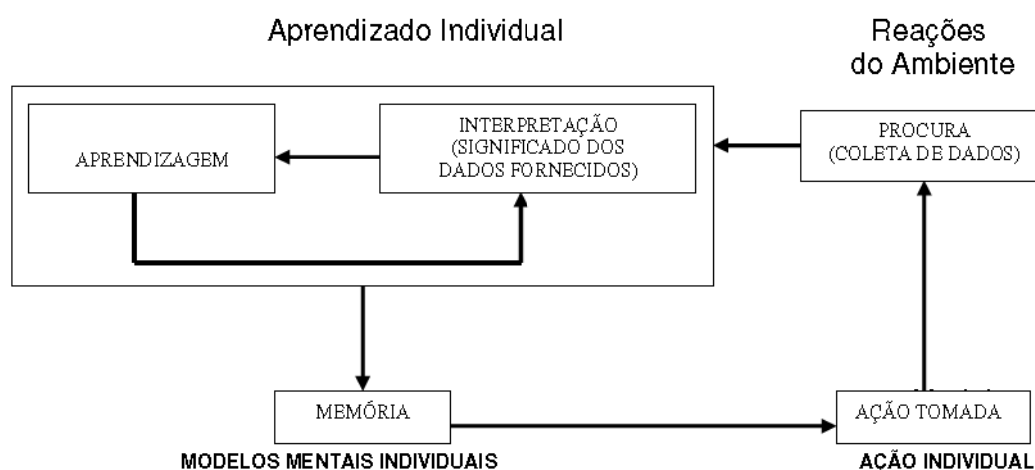 Aprendizado Individual
Reações
do Ambiente
APRENDIZAGEM
INTERPRETAÇÃO
(SIGNIFICADO DOS
DADOS FORNECIDOS)
PROCURA
(COLETA DE DADOS)
MEMÓRIA
AÇÃO TOMADA
MODELOS MENTAIS INDIVIDUAIS
AÇÃO INDIVIDUAL